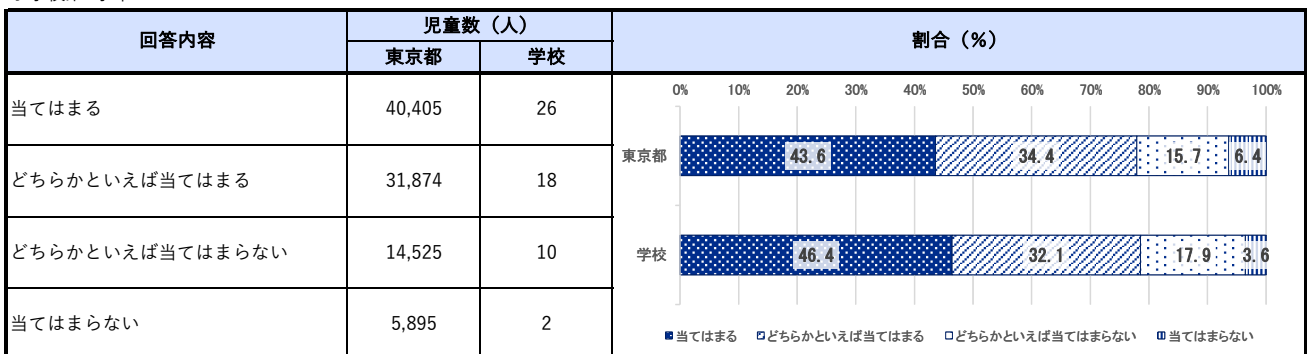 回答内容 児童数（人） 割合（%）
東京都 学校
当てはまる 40,405 26
どちらかといえば当てはまる 31,874 18
どちらかといえば当てはまらない 14,525 10
当てはまらない 5,895 2
0% 10% 20% 30% 40% 50% 60% 70% 80% 90% 100%
東京都 43.6 34.4 15.7 6.4
学校 46.4 32.1 17.9 3.6
当てはまる どちらかといえば当てはまる どちらかといえば当てはまらない 当てはまらない